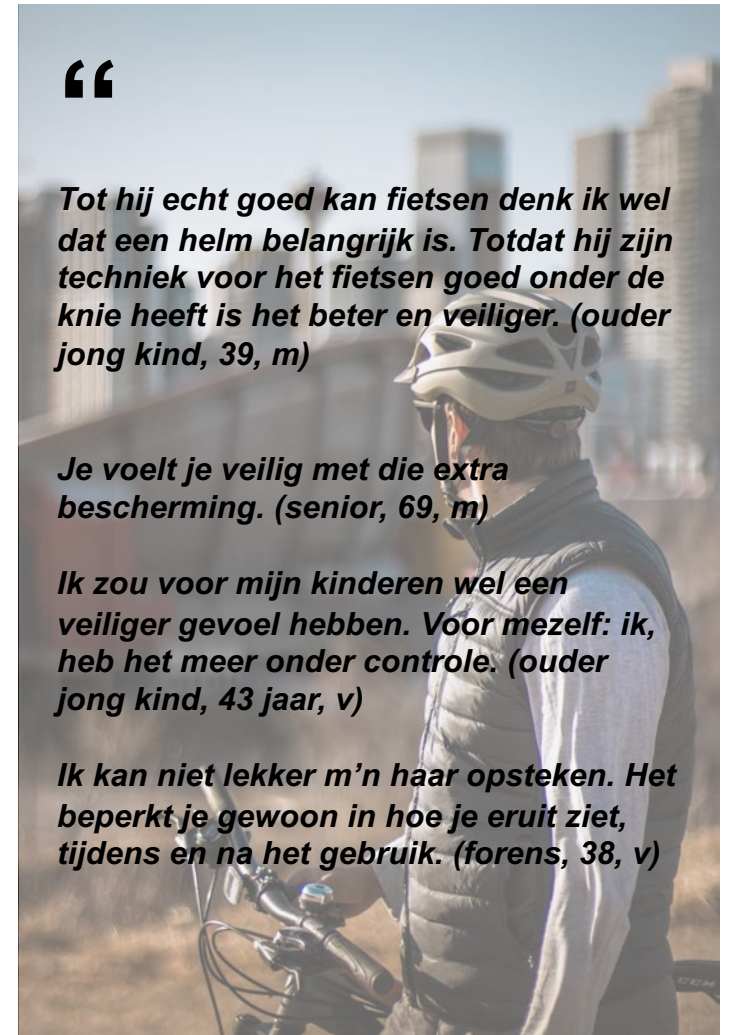 “
Tot hij echt goed kan fietsen denk ik wel
dat een helm belangrijk is. Totdat hij zijn
techniek voor het fietsen goed onder de
knie heeft is het beter en veiliger. (ouder
jong kind, 39, m)
Je voelt je veilig met die extra
bescherming. (senior, 69, m)
Ik zou voor mijn kinderen wel een
veiliger gevoel hebben. Voor mezelf: ik,
heb het meer onder controle. (ouder
jong kind, 43 jaar, v)
Ik kan niet lekker m’n haar opsteken. Het
beperkt je gewoon in hoe je eruit ziet,
tijdens en na het gebruik. (forens, 38, v)
CCM